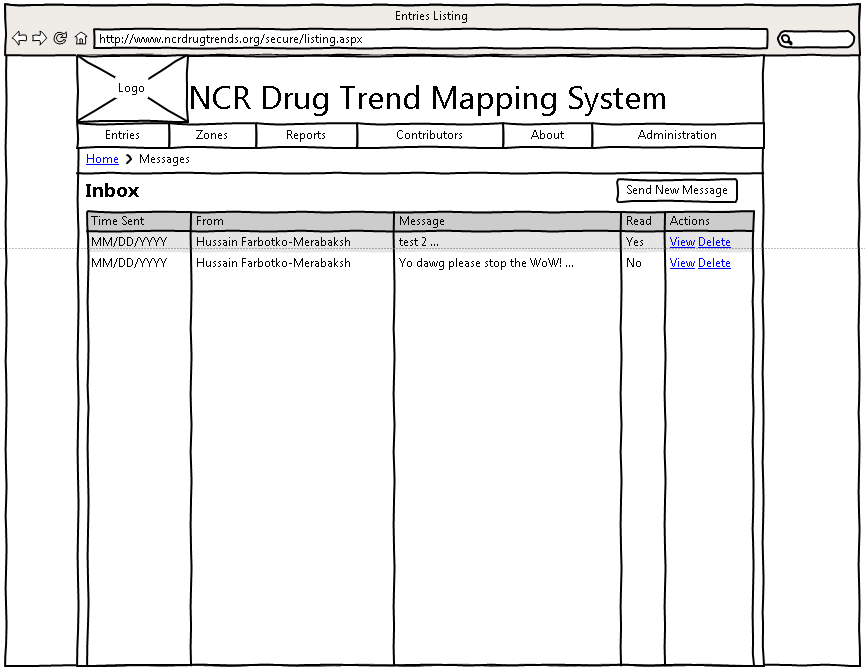 Entries Listing
http://www.ncrdrugtrends.org/secure/listing.aspx
Logo
NCR Drug Trend Mapping System
Entries Zones Reports Contributors About Administration
Home > Messages
Inbox Send New Message
Time Sent From Message Read Actions
MM/DD/YYYY Hussain Farbotko-Merabaksh test 2 ... Yes View Delete
MM/DD/YYYY Hussain Farbotko-Merabaksh Yo dawg please stop the WoW! ... No View Delete